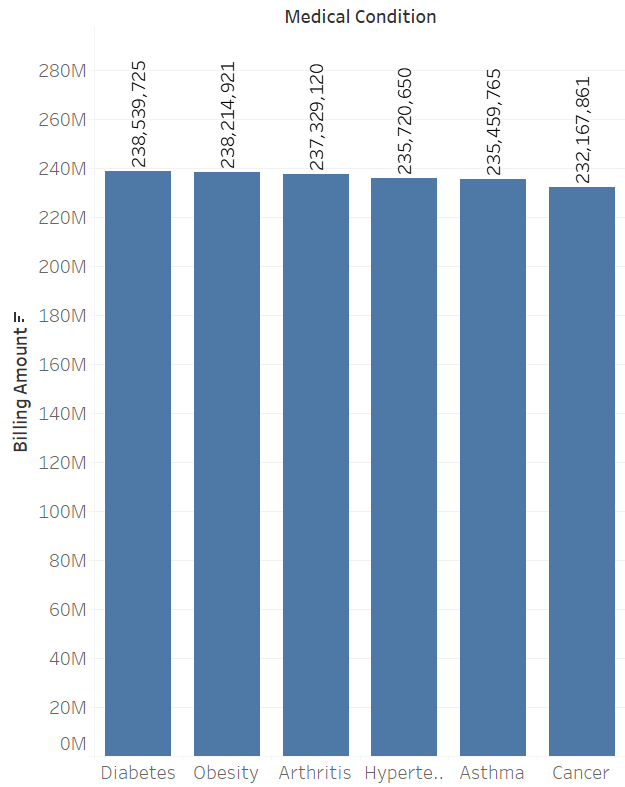 Medical Condition
280M
260M
240M
220M
200M
180M
160M
140M
120M
100M
80M
60M
40M
20M
0M
Billing Amount
238,539,725
238,214,921
237,329,120
235,720,650
235,459,765
232,167,861
Diabetes
Obesity
Arthritis
Hyperte..
Asthma
Cancer